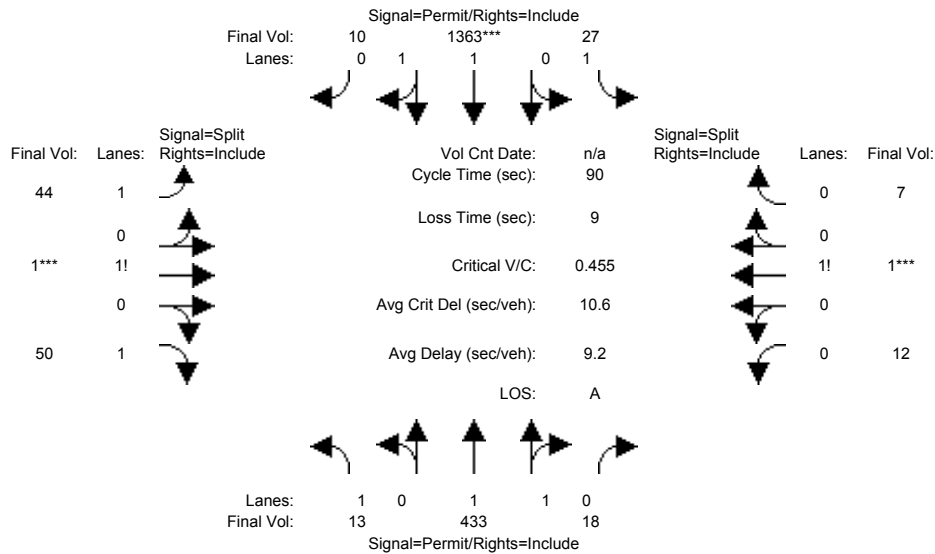 Signal=Permit/Rights=Include
Final Vol: 10 1363*** 27
Lanes: 0 1 1 0 1
Signal=Split
Final Vol: Lanes: Rights=Include
Vol Cnt Date: n/a
Signal=Split
Rights=Include Lanes: Final Vol:
Cycle Time (sec): 90
44 1
0 7
Loss Time (sec): 9
0
0
1*** 1!
Critical V/C: 0.455
1! 1***
0
Avg Crit Del (sec/veh): 10.6
0
50 1
Avg Delay (sec/veh): 9.2
0 12
LOS: A
Lanes: 1 0 1 1 0
Final Vol: 13 433 18
Signal=Permit/Rights=Include